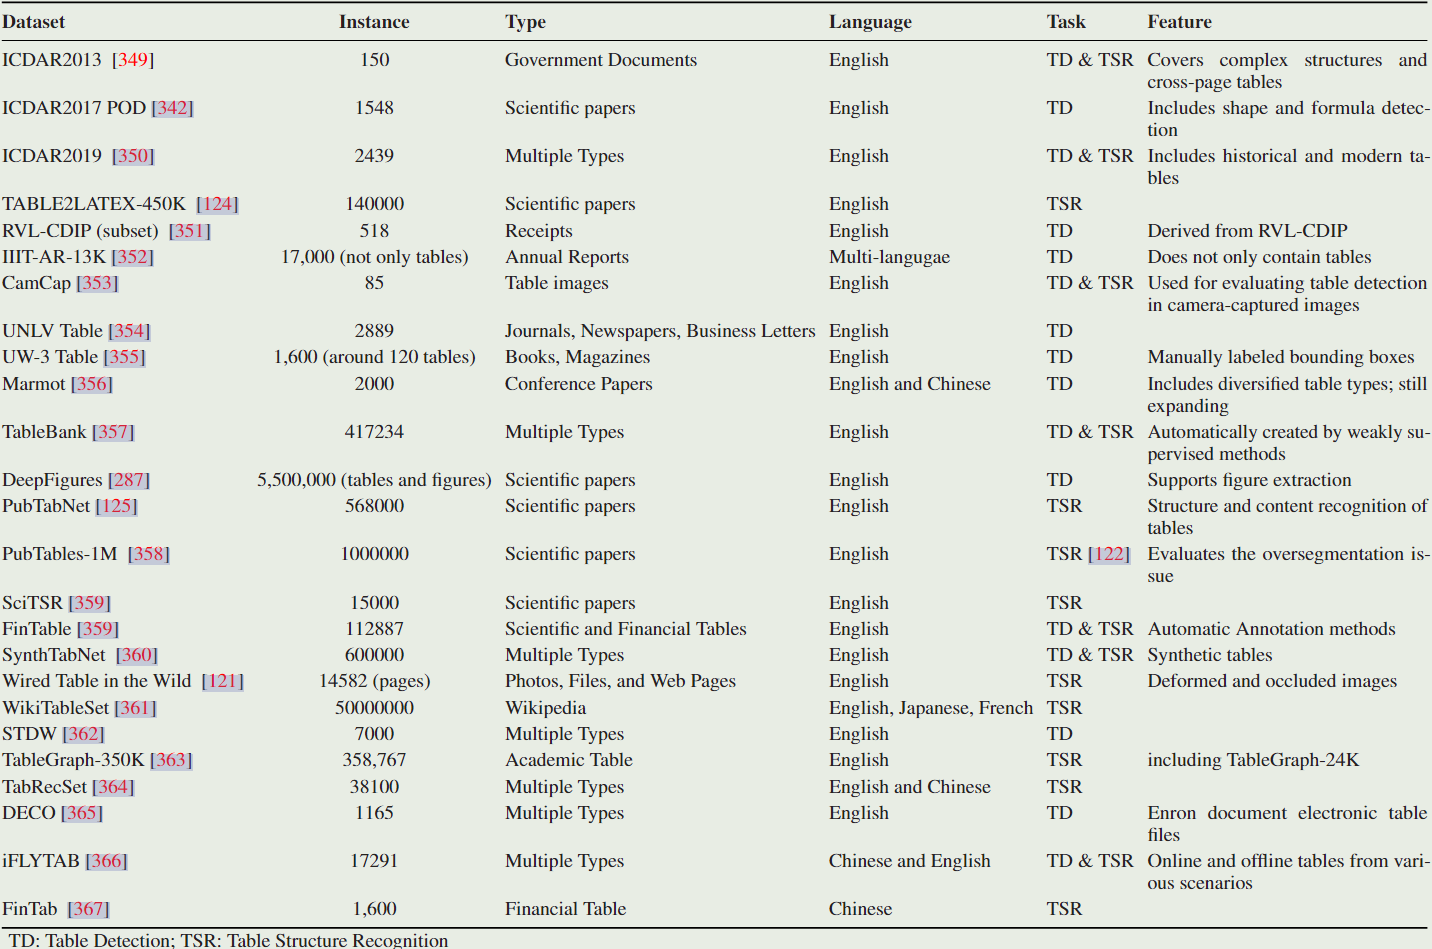 Dataset Instance Type Language Task Feature
ICDAR2013 [349] 150 Government Documents English TD & TSR Covers complex structures and
cross-page tables
ICDAR2017 POD [342] 1548 Scientific papers English TD Includes shape and formula detec-
tion
ICDAR2019 [350] 2439 Multiple Types English TD & TSR Includes historical and modern ta-
bles
TABLE2LATEX-450K [124] 140000 Scientific papers English TSR
RVL-CDIP (subset) [351] 518 Receipts English TD Derived from RVL-CDIP
IIIT-AR-13K [352] 17,000 (not only tables) Annual Reports Multi-langugae TD Does not only contain tables
CamCap [353] 85 Table images English TD & TSR Used for evaluating table detection
in camera-captured images
UNLV Table [354] 2889 Journals, Newspapers, Business Letters English TD
UW-3 Table [355] 1,600 (around 120 tables) Books, Magazines English TD Manually labeled bounding boxes
Marmot [356] 2000 Conference Papers English and Chinese TD Includes diversified table types; still
expanding
TableBank [357] 417234 Multiple Types English TD & TSR Automatically created by weakly su-
pervised methods
DeepFigures [287] 5,500,000 (tables and figures) Scientific papers English TD Supports figure extraction
PubTabNet [125] 568000 Scientific papers English TSR Structure and content recognition of
tables
PubTables-1M [358] 1000000 Scientific papers English TSR [122] Evaluates the oversegmentation is-
sue
SciTSR [359] 15000 Scientific papers English TSR
FinTable [359] 112887 Scientific and Financial Tables English TD & TSR Automatic Annotation methods
SynthTabNet [360] 600000 Multiple Types English TD & TSR Synthetic tables
Wired Table in the Wild [121] 14582 (pages) Photos, Files, and Web Pages English TSR Deformed and occluded images
WikiTableSet [361] 50000000 Wikipedia English, Japanese, French TSR
STDW [362] 7000 Multiple Types English TD
TableGraph-350K [363] 358,767 Academic Table English TSR including TableGraph-24K
TabRecSet [364] 38100 Multiple Types English and Chinese TSR
DECO [365] 1165 Multiple Types English TD Enron document electronic table
files
iFLYTAB [366] 17291 Multiple Types Chinese and English TD & TSR Online and offline tables from vari-
ous scenarios
FinTab [367] 1,600 Financial Table Chinese TSR
TD: Table Detection; TSR: Table Structure Recognition